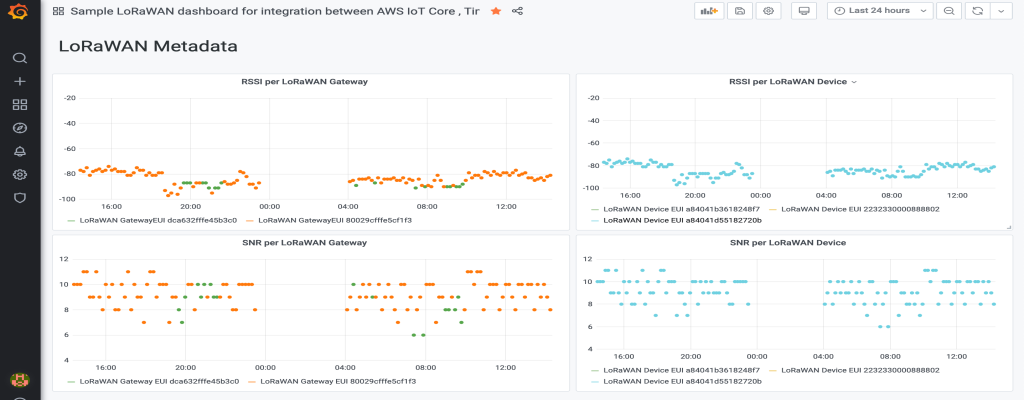 Sample LoRaWAN dashboard for integration between AWS IoT Core , Tir
Last 24 hours
LoRaWAN Metadata
RSSI per LoRaWAN Gateway
-20
-40
-60
-80
-100
16:00 20:00 00:00 04:00 08:00 12:00
LoRaWAN GatewayEUI dca632fffe45b3c0 LoRaWAN GatewayEUI 80029cfffe5cf1f3
RSSI per LoRaWAN Device
-20
-40
-60
-80
-100
16:00 20:00 00:00 04:00 08:00 12:00
LoRaWAN Device EUI a84041b3618248f7 LoRaWAN Device EUI 2232330000888802
LoRaWAN Device EUI a84041d55182720b
SNR per LoRaWAN Gateway
12
10
8
6
4
16:00 20:00 00:00 04:00 08:00 12:00
LoRaWAN Gateway EUI dca632fffe45b3c0 LoRaWAN Gateway EUI 80029cfffe5cf1f3
SNR per LoRaWAN Device
12
10
8
6
4
16:00 20:00 00:00 04:00 08:00 12:00
LoRaWAN Device EUI a84041b3618248f7 LoRaWAN Device EUI 2232330000888802
LoRaWAN Device EUI a84041d55182720b